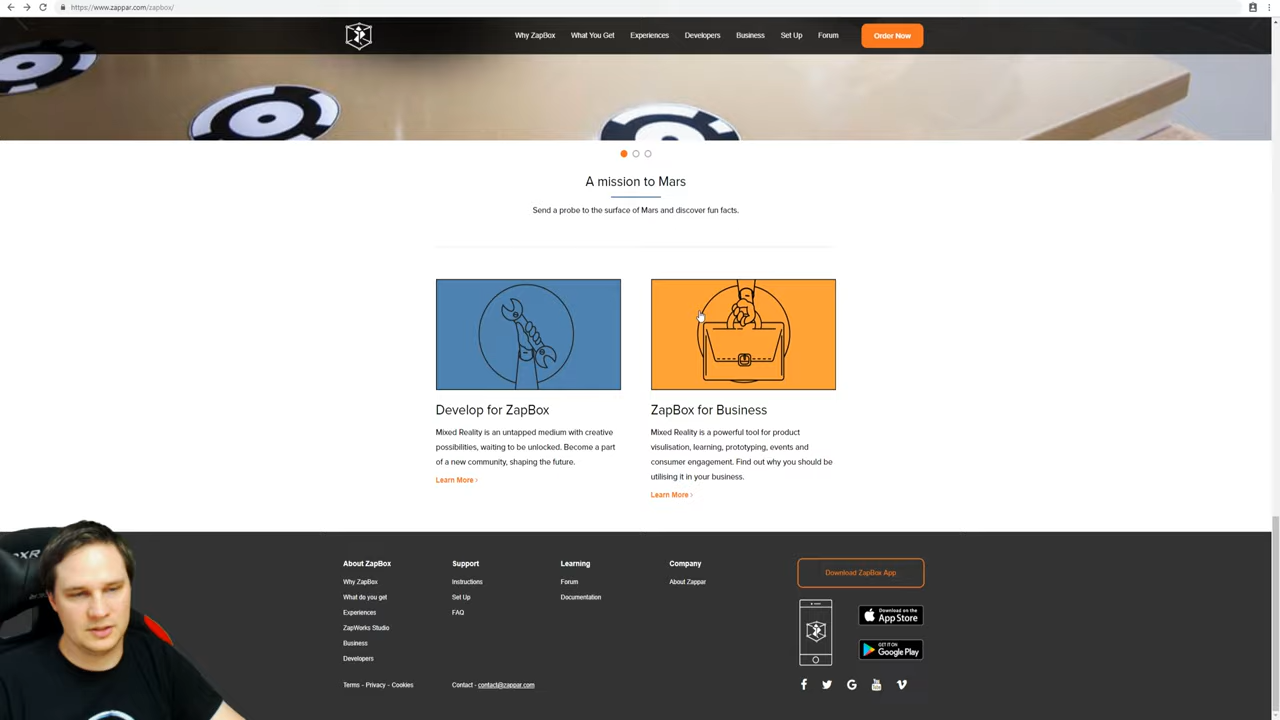 https://www.zappar.com/zapbox/
Why ZapBox
What You Get
Experiences
Developers
Business
Set Up
Forum
Order Now
A mission to Mars
Send a probe to the surface of Mars and discover fun facts.
Develop for ZapBox
Mixed Reality is an untapped medium with creative
possibilities, waiting to be unlocked. Become a part
of a new community, shaping the future.
Learn More ›
ZapBox for Business
Mixed Reality is a powerful tool for product
visulisation, learning, prototyping, events and
consumer engagement. Find out why you should be
utilising it in your business.
Learn More ›
About ZapBox
Why ZapBox
What do you get
Experiences
ZapWorks Studio
Business
Developers
Support
Instructions
Set Up
FAQ
Learning
Forum
Documentation
Company
About Zappar
Download ZapBox App
Download on the
App Store
GET IT ON
Google Play
Terms - Privacy - Cookies
Contact - contact@zappar.com